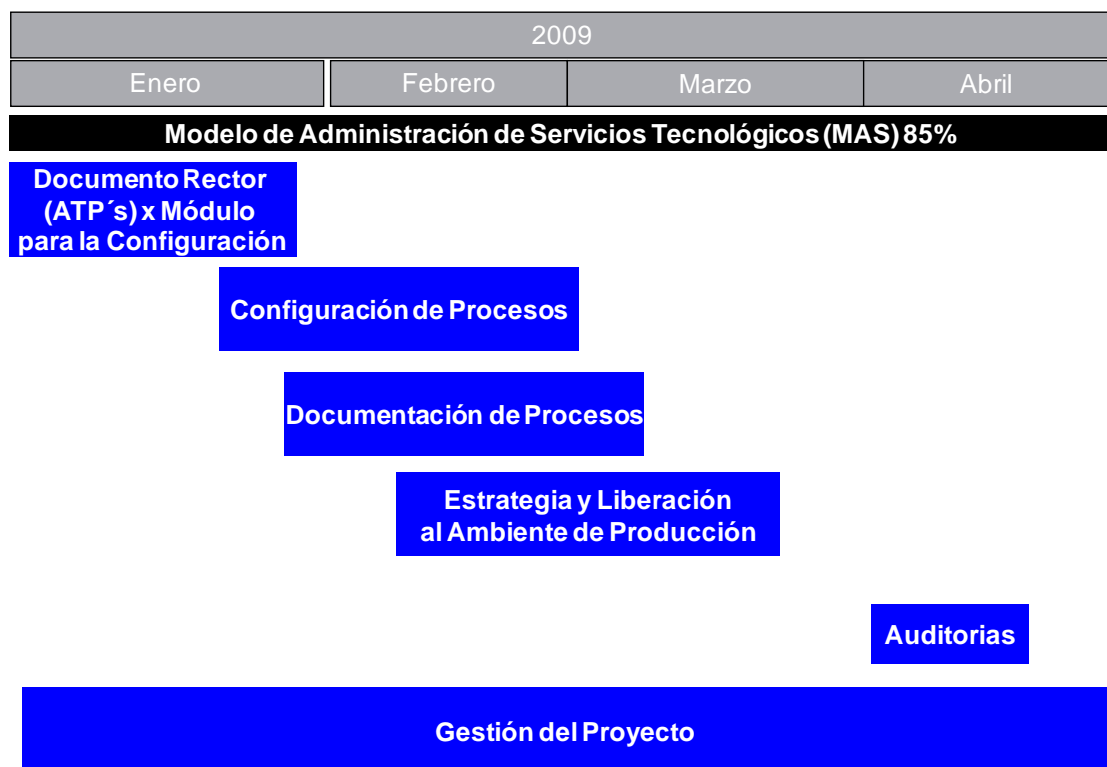 2009
Enero Febrero Marzo Abril
Modelo de Administración de Servicios Tecnológicos (MAS) 85%
Documento Rector
(ATP´s) x Módulo
para la Configuración
Configuración de Procesos
Documentación de Procesos
Estrategia y Liberación
al Ambiente de Producción
Auditorias
Gestión del Proyecto